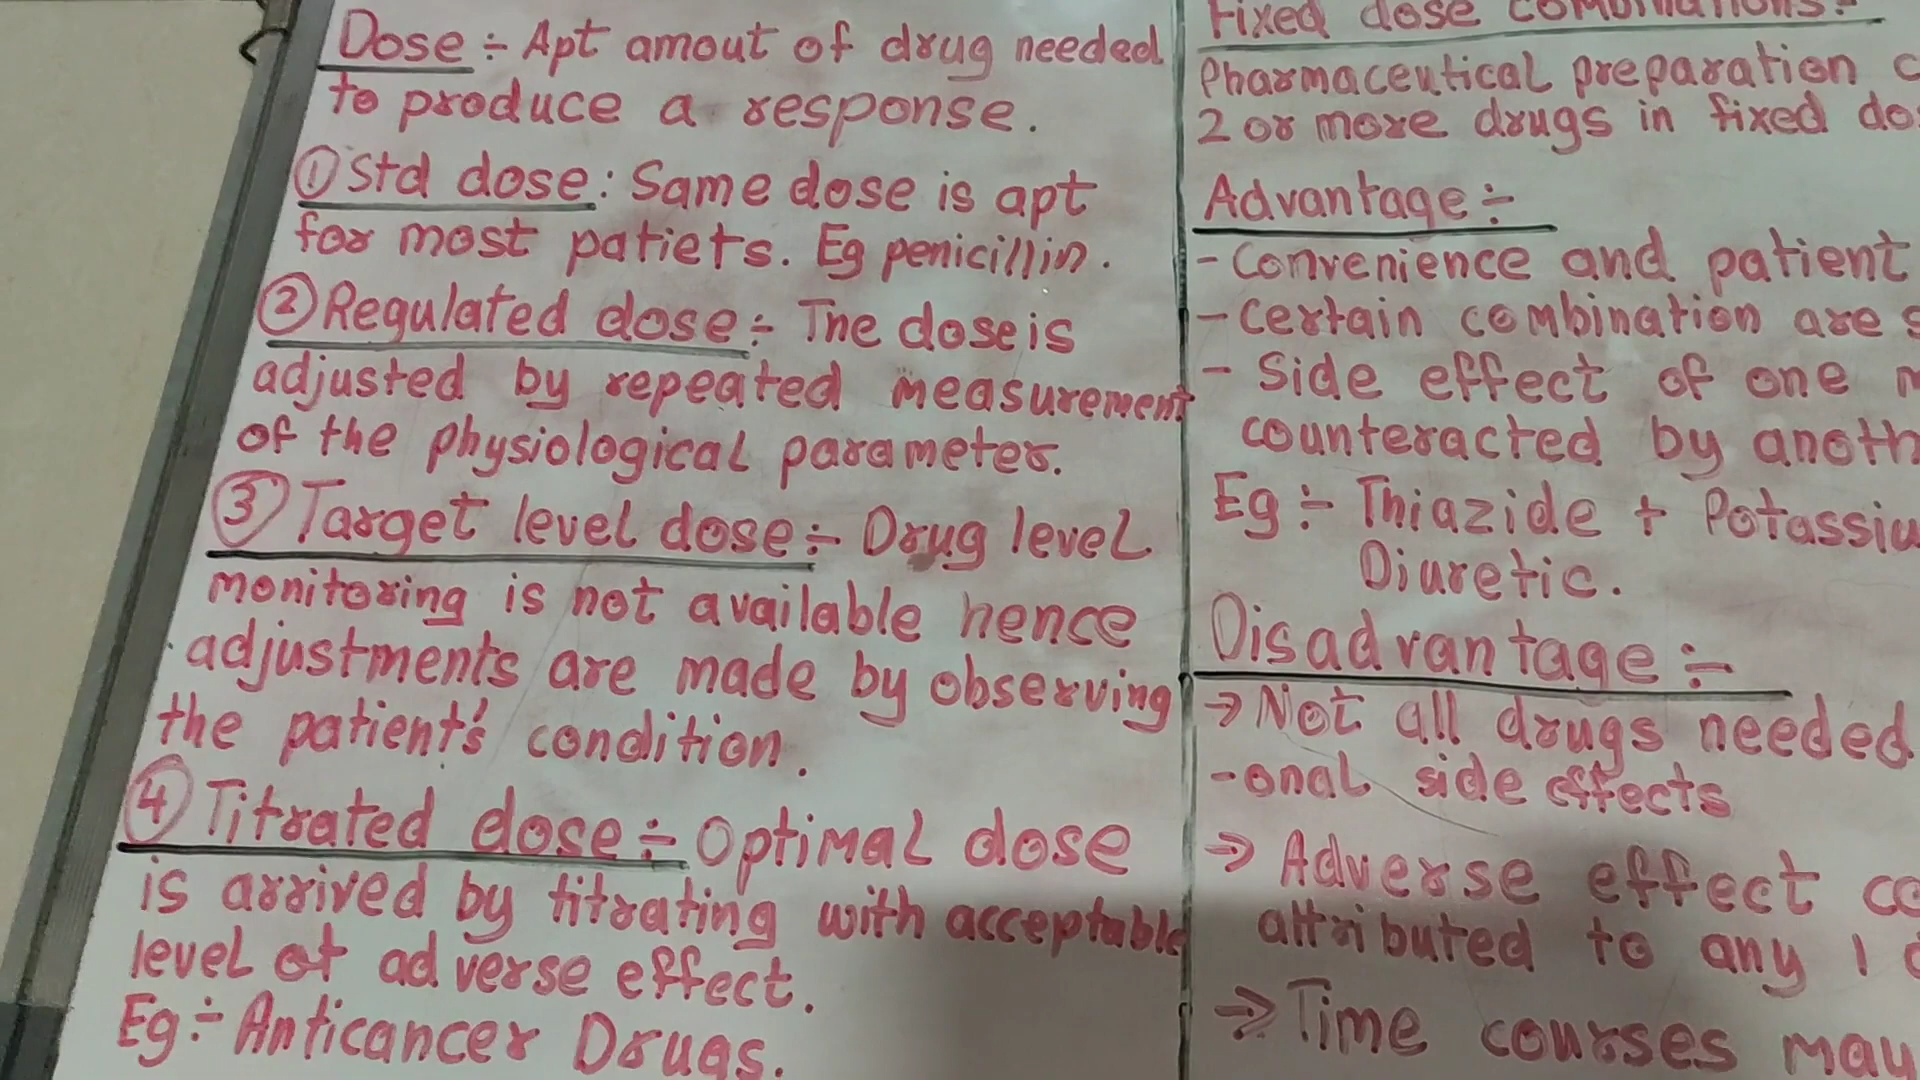 Dose ÷ Apt amout of drug needed
to produce a response.
① Std dose : Same dose is apt
for most patiets. Eg penicillin.
② Regulated dose ÷ The dose is
adjusted by repeated measurement
of the physiological parameter.
③ Target level dose ÷ Drug level
monitoring is not available hence
adjustments are made by observing
the patient's condition.
④ Titrated dose ÷ Optimal dose
is arrived by titrating with acceptable
level of adverse effect.
Eg ÷ Anticancer Drugs.
Fixed dose combinations:
Pharmaceutical preparation
2 or more drugs in fixed
Advantage ÷
- Convenience and patient
- Certain combination are
- Side effect of one
counteracted by
Eg ÷ Thiazide +
Diuretic.
Disadvantage ÷
→ Not all drugs needed
-onal side effects
→ Adverse effect
attributed to any 1
→ Time courses may